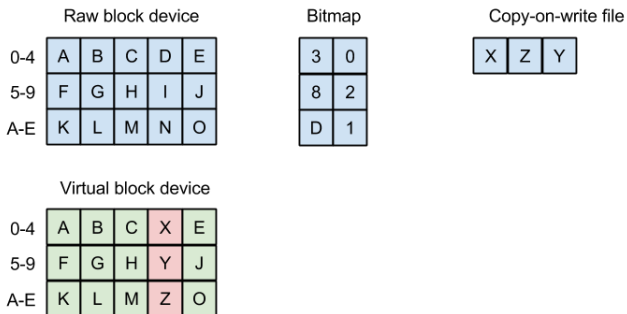 Raw block device Bitmap Copy-on-write file
0-4 A B C D E 3 0 X Z Y
5-9 F G H I J 8 2
A-E K L M N O D 1
Virtual block device
0-4 A B C X E
5-9 F G H Y J
A-E K L M Z O